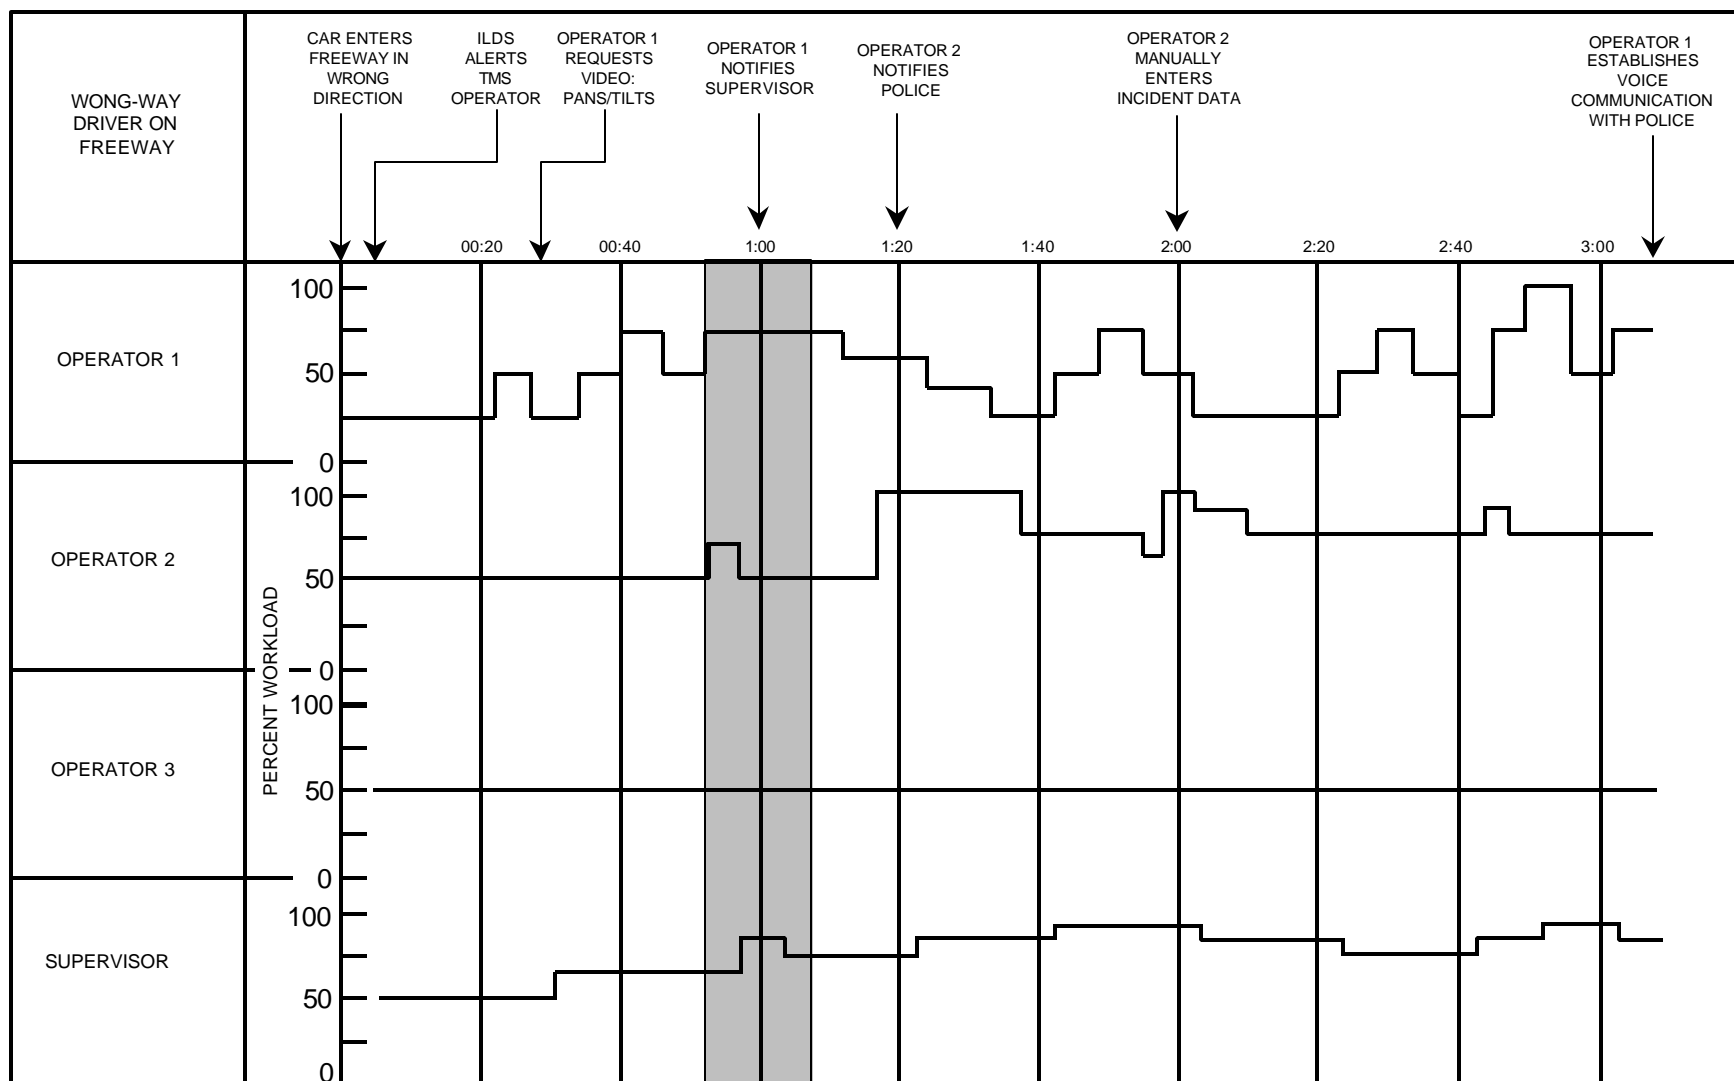 WONG-WAY
DRIVER ON
FREEWAY
CAR ENTERS
FREEWAY IN
WRONG
DIRECTION
ILDS
ALERTS
TMS
OPERATOR
OPERATOR 1
REQUESTS
VIDEO:
PANS/TILTS
OPERATOR 1
NOTIFIES
SUPERVISOR
OPERATOR 2
NOTIFIES
POLICE
OPERATOR 2
MANUALLY
ENTERS
INCIDENT DATA
OPERATOR 1
ESTABLISHES
VOICE
COMMUNICATION
WITH POLICE
00:20 00:40 1:00 1:20 1:40 2:00 2:20 2:40 3:00
PERCENT WORKLOAD
OPERATOR 1
100
50
0
OPERATOR 2
100
50
0
OPERATOR 3
100
50
0
SUPERVISOR
100
50
0